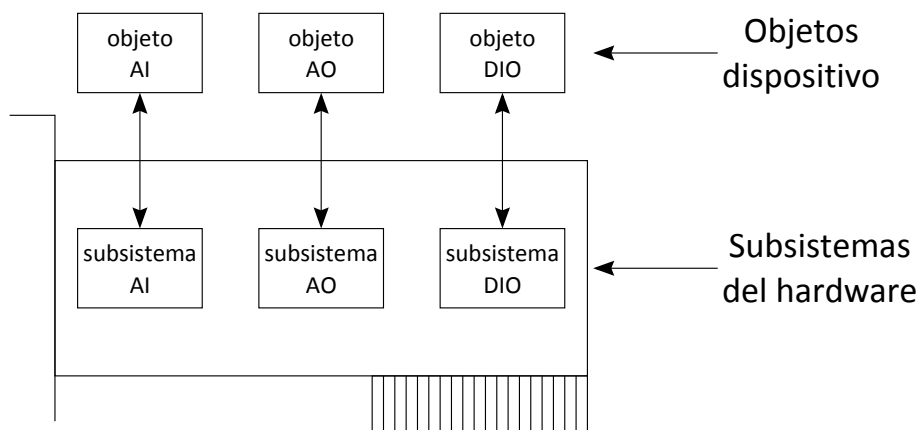 objeto
AI
objeto
AO
objeto
DIO
Objetos
dispositivo
subsistema
AI
subsistema
AO
subsistema
DIO
Subsistemas
del hardware